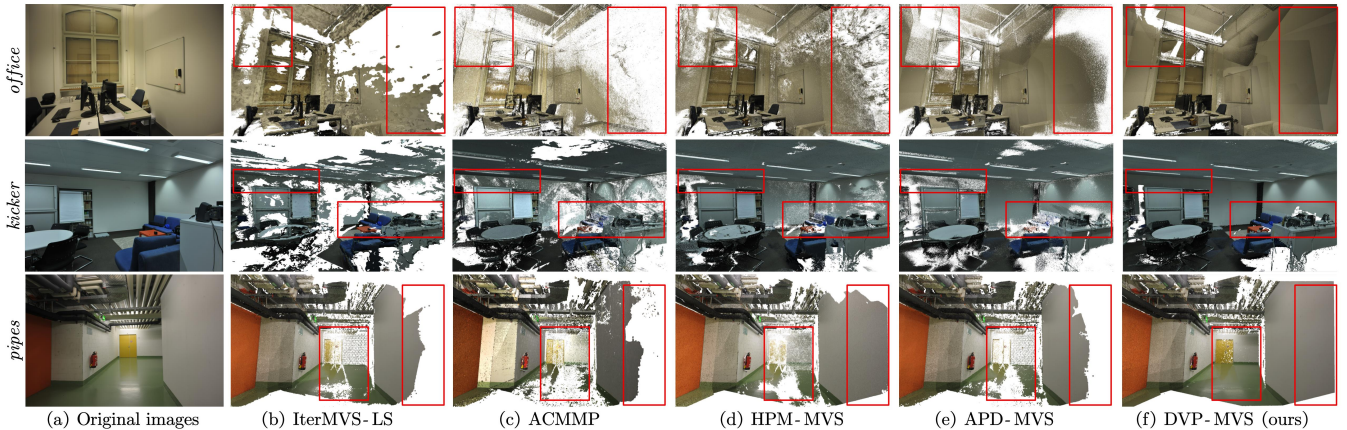 office
kicker
pipes
(a) Original images (b) IterMVS-LS (c) ACMMP (d) HPM-MVS (e) APD-MVS (f) DVP-MVS (ours)